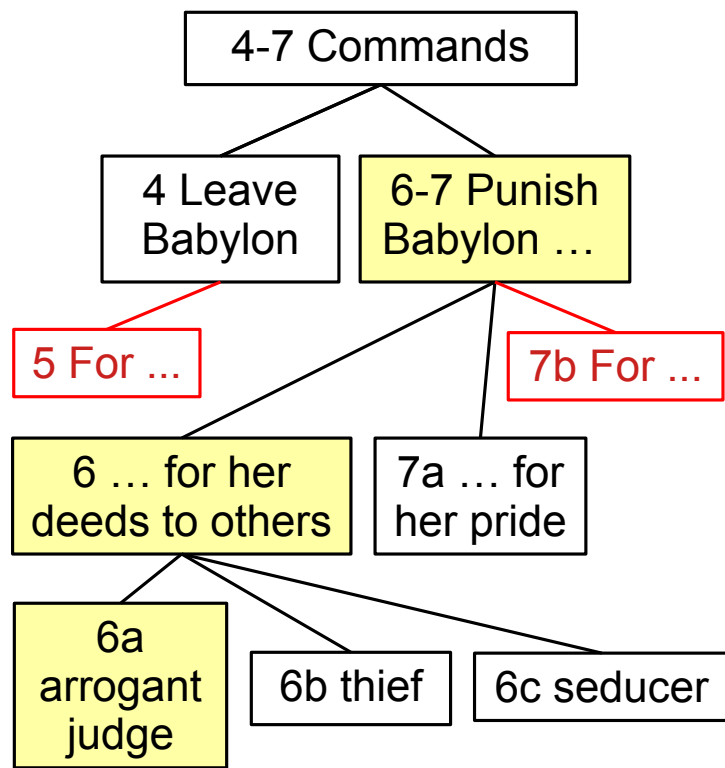 4-7 Commands
4 Leave
Babylon
6-7 Punish
Babylon …
5 For ...
7b For ...
6 … for her
deeds to others
7a … for
her pride
6a
arrogant
judge
6b thief
6c seducer